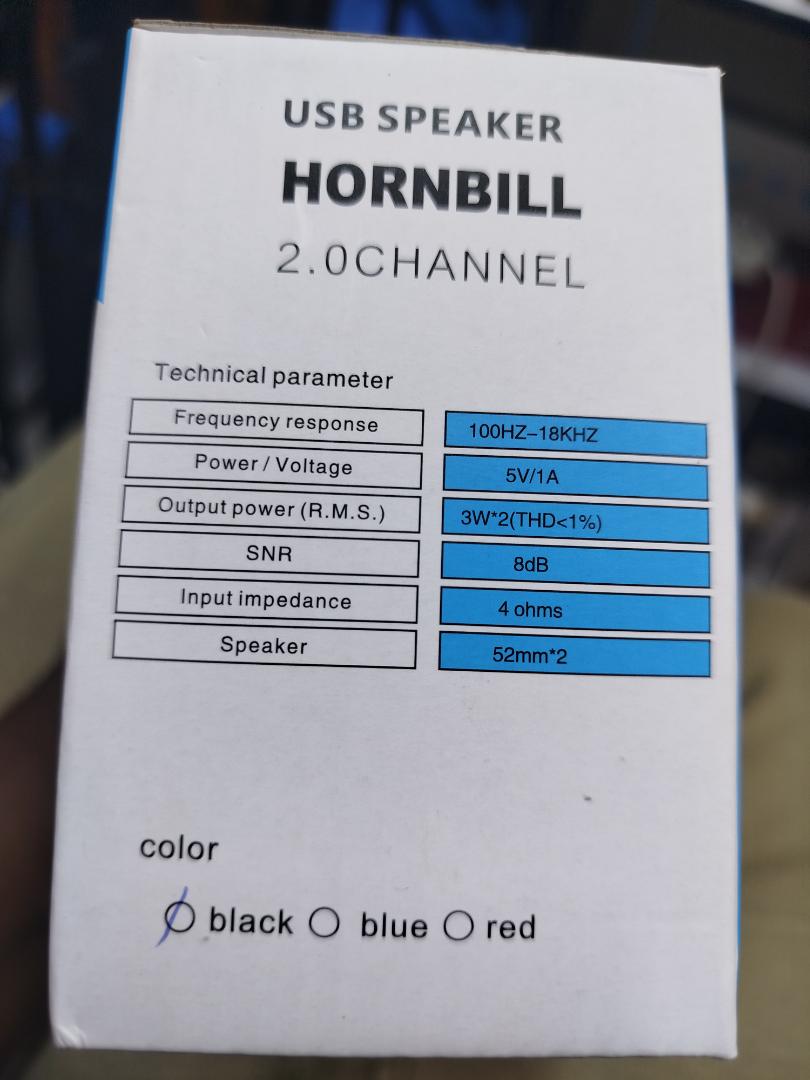 USB SPEAKER
HORNBILL
2.0CHANNEL
Technical parameter
Frequency response 100HZ–18KHZ
Power / Voltage 5V/1A
Output power (R.M.S.) 3W*2(THD<1%)
SNR 8dB
Input impedance 4 ohms
Speaker 52mm*2
color
black blue red